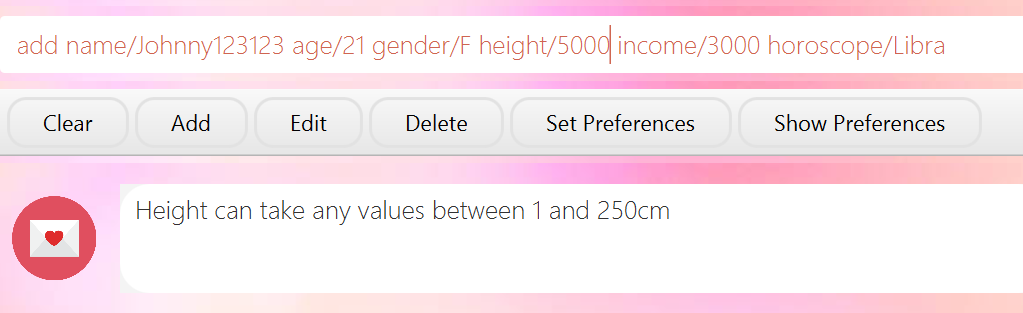 add name/Johnny123123 age/21 gender/F height/5000 income/3000 horoscope/Libra
Clear Add Edit Delete Set Preferences Show Preferences
Height can take any values between 1 and 250cm